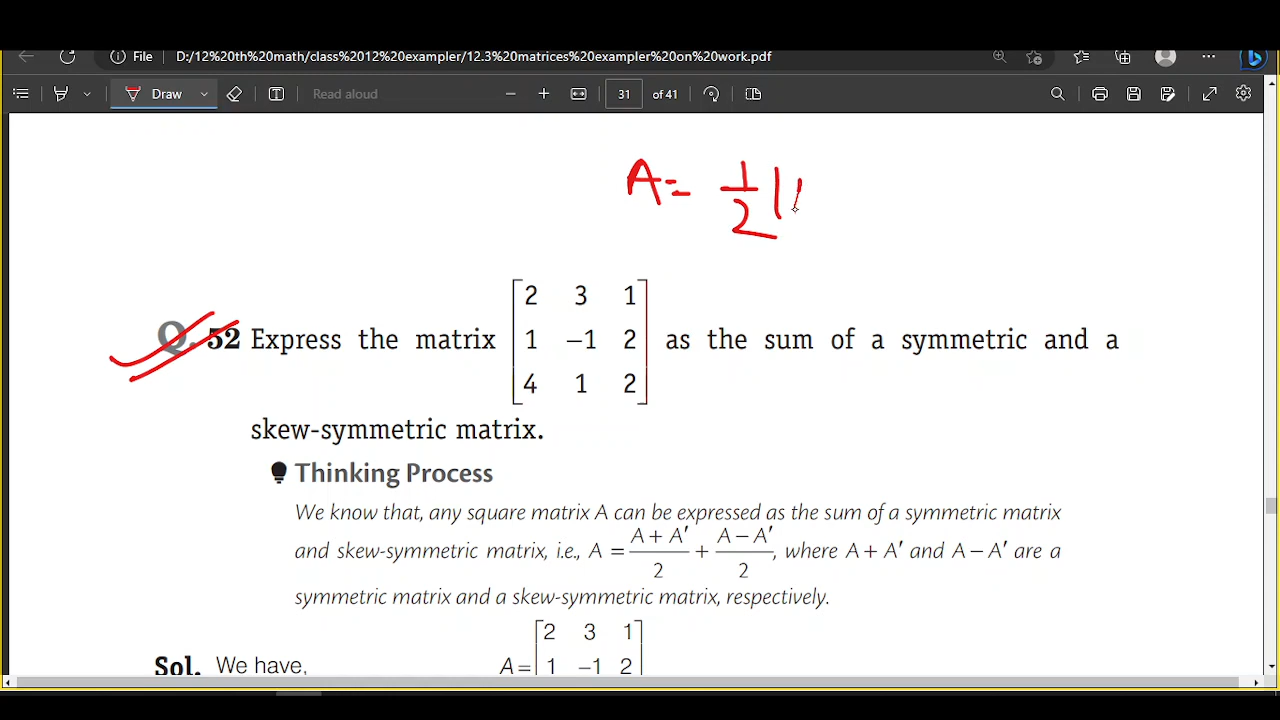 File D:/12%20th%20math/class%2012%20exampler/12.3%20matrices%20exampler%20on%20work.pdf
Draw Read aloud 31 of 41
A = 1/2 |
Q. 52 Express the matrix [2 3 1; 1 −1 2; 4 1 2] as the sum of a symmetric and a
skew-symmetric matrix.
Thinking Process
We know that, any square matrix A can be expressed as the sum of a symmetric matrix
and skew-symmetric matrix, i.e., A = (A + A′)/2 + (A − A′)/2, where A + A′ and A − A′ are a
symmetric matrix and a skew-symmetric matrix, respectively.
Sol. We have, A = [2 3 1; 1 −1 2